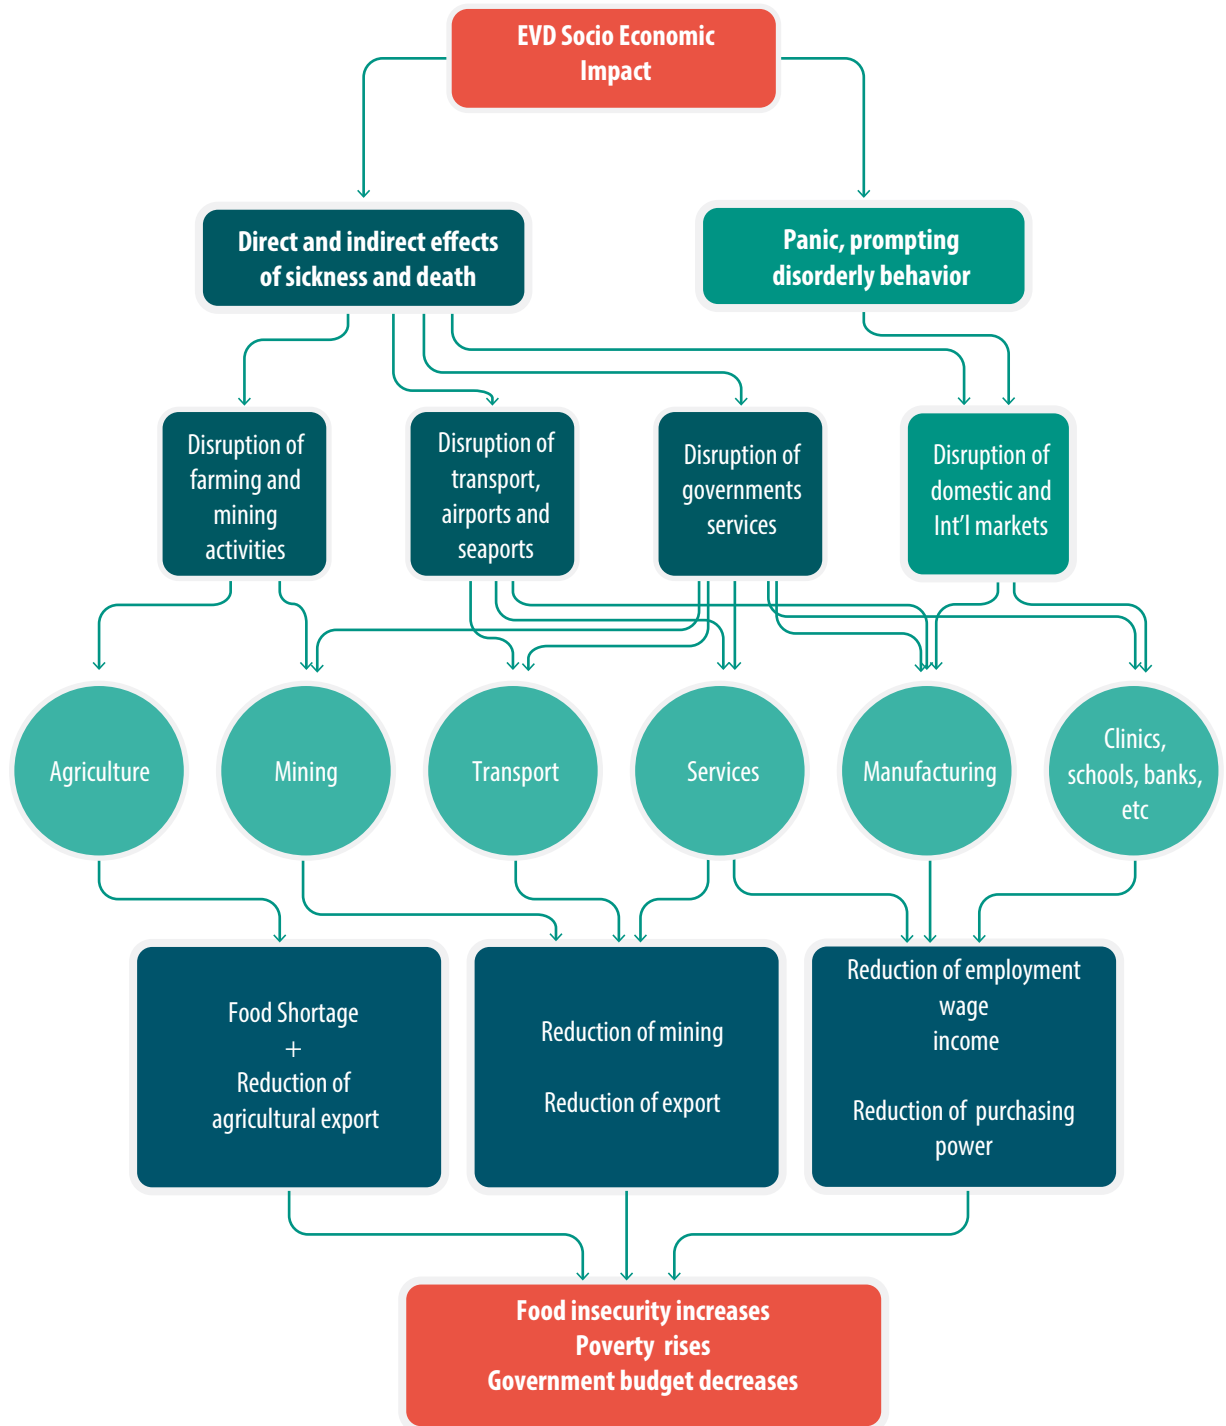 EVD Socio Economic
Impact
Direct and indirect effects
of sickness and death
Panic, prompting
disorderly behavior
Disruption of
farming and
mining
activities
Disruption of
transport,
airports and
seaports
Disruption of
governments
services
Disruption of
domestic and
Int'l markets
Agriculture
Mining
Transport
Services
Manufacturing
Clinics,
schools, banks,
etc
Food Shortage
+
Reduction of
agricultural export
Reduction of mining
Reduction of export
Reduction of employment
wage
income
Reduction of purchasing
power
Food insecurity increases
Poverty rises
Government budget decreases